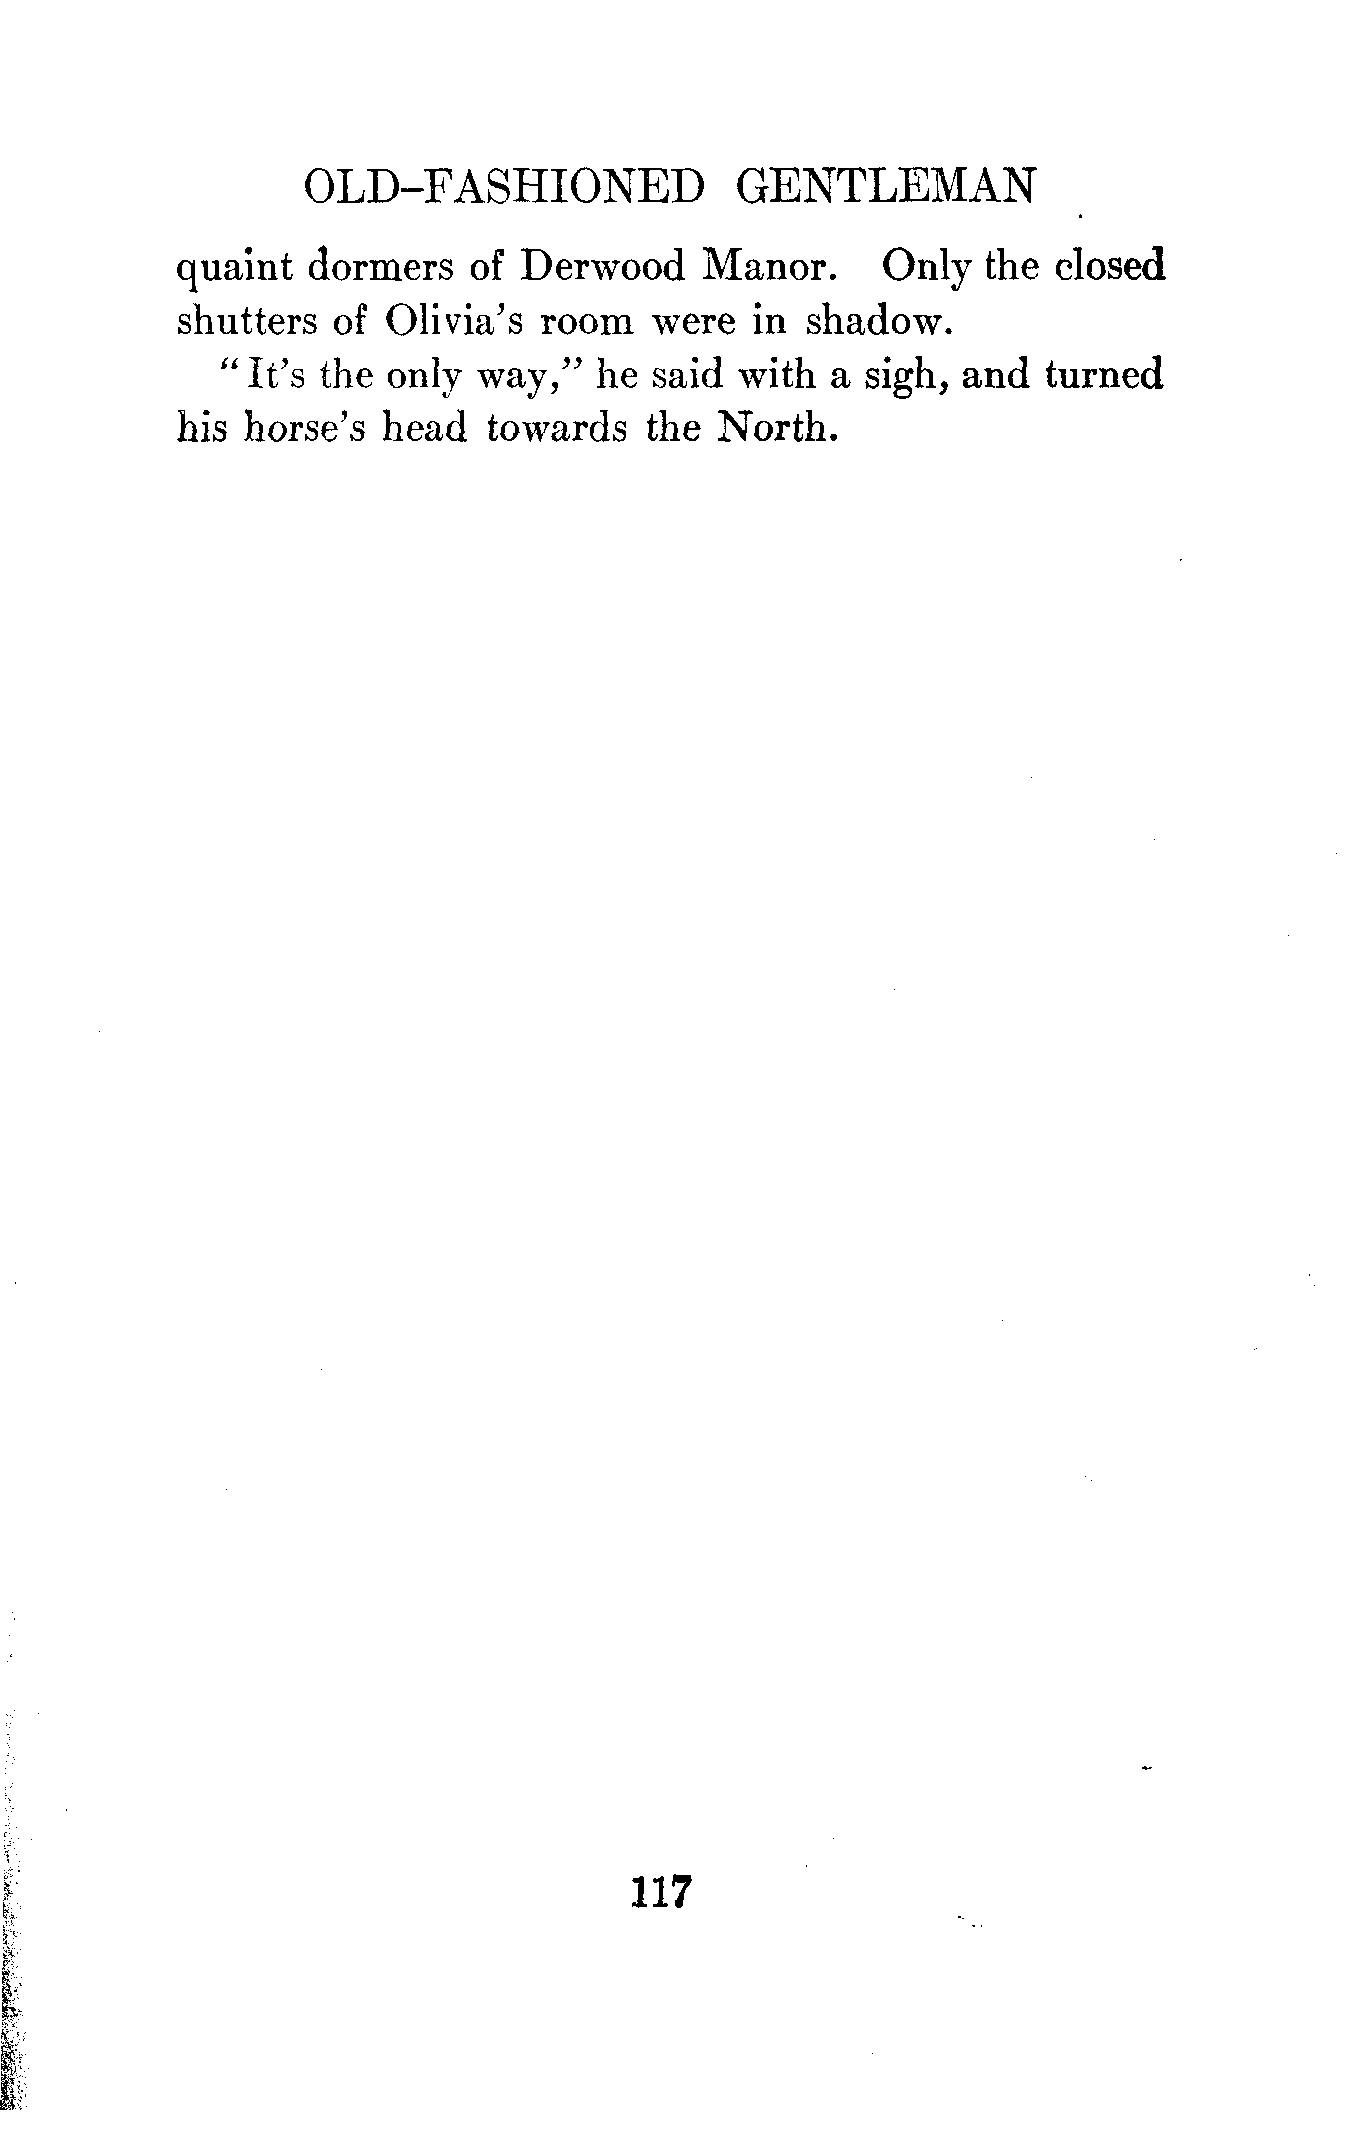 OLD-FASHIONED GENTLEMAN
quaint dormers of Derwood Manor. Only the closed
shutters of Olivia's room were in shadow.
"It's the only way," he said with a sigh, and turned
his horse's head towards the North.
117